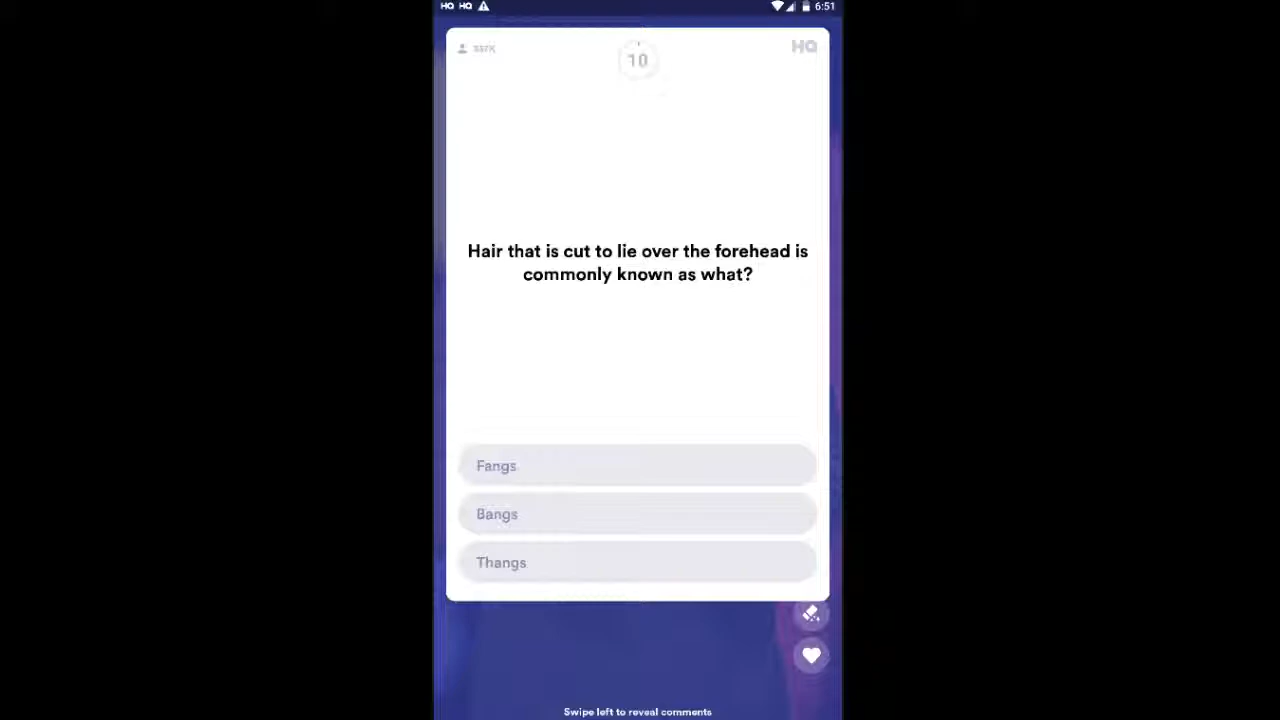 HQ HQ 6:51
10 HQ
Hair that is cut to lie over the forehead is
commonly known as what?
Fangs
Bangs
Thangs
Swipe left to reveal comments